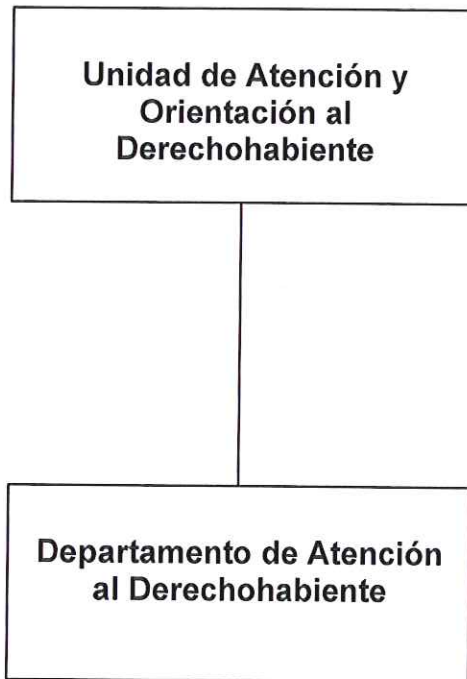 Unidad de Atención y
Orientación al
Derechohabiente
Departamento de Atención
al Derechohabiente